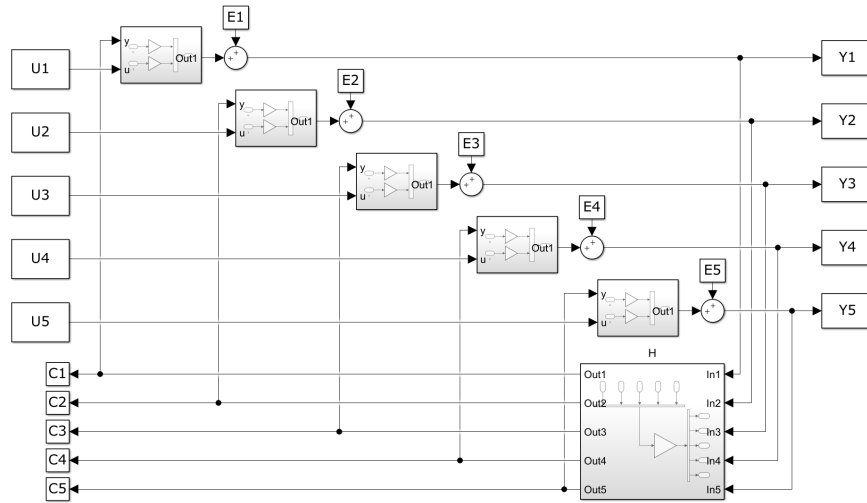 E1
y
u
Out1
U1
Y1
E2
y
u
Out1
U2
Y2
E3
y
u
Out1
U3
Y3
E4
y
u
Out1
U4
Y4
E5
y
u
Out1
U5
Y5
H
C1
Out1
In1
C2
Out2
In2
C3
Out3
In3
C4
Out4
In4
C5
Out5
In5